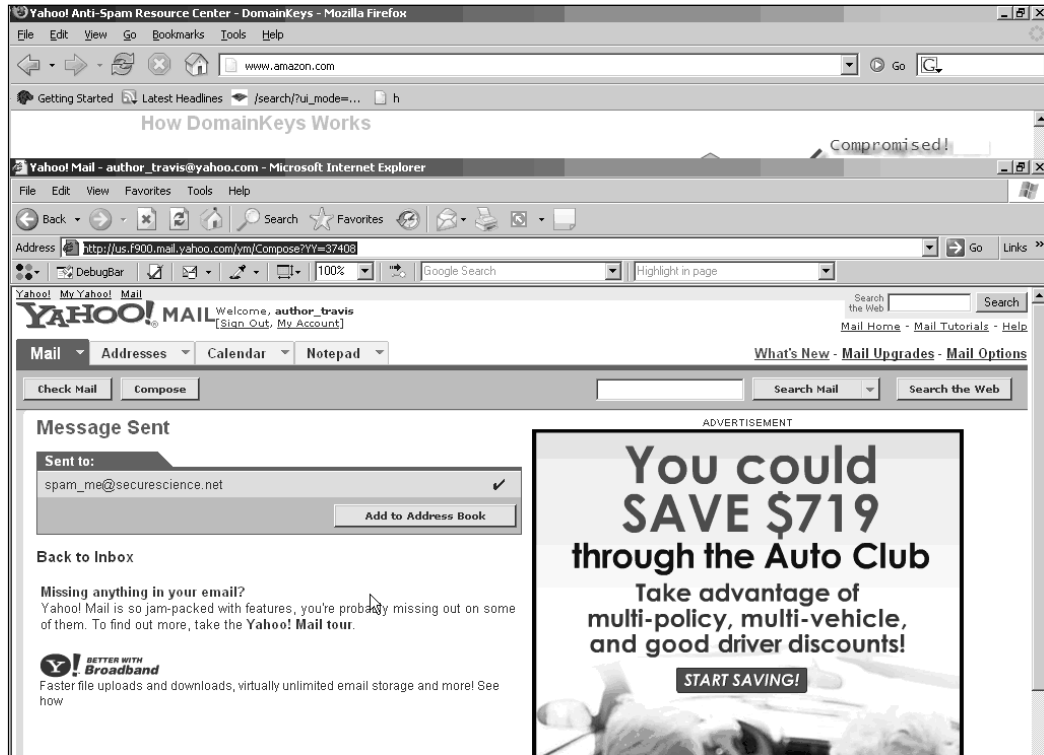 Yahoo! Anti-Spam Resource Center - DomainKeys - Mozilla Firefox
File Edit View Go Bookmarks Tools Help
www.amazon.com Go G
Getting Started Latest Headlines /search/?ui_mode=... h
How DomainKeys Works
Compromised!
Yahoo! Mail - author_travis@yahoo.com - Microsoft Internet Explorer
File Edit View Favorites Tools Help
Back Search Favorites
Address http://us.f900.mail.yahoo.com/ym/Compose?YY=37408 Go Links »
DebugBar 100% Google Search Highlight in page
Yahoo! My Yahoo! Mail
YAHOO! MAIL Welcome, author_travis
[Sign Out, My Account]
Search the Web Search
Mail Home - Mail Tutorials - Help
Mail Addresses Calendar Notepad
What's New - Mail Upgrades - Mail Options
Check Mail Compose Search Mail Search the Web
Message Sent
Sent to:
spam_me@securescience.net
Add to Address Book
Back to Inbox
Missing anything in your email?
Yahoo! Mail is so jam-packed with features, you're probably missing out on some
of them. To find out more, take the Yahoo! Mail tour.
Y! BETTER WITH
Broadband
Faster file uploads and downloads, virtually unlimited email storage and more! See
how
ADVERTISEMENT
You could
SAVE $719
through the Auto Club
Take advantage of
multi-policy, multi-vehicle,
and good driver discounts!
START SAVING!